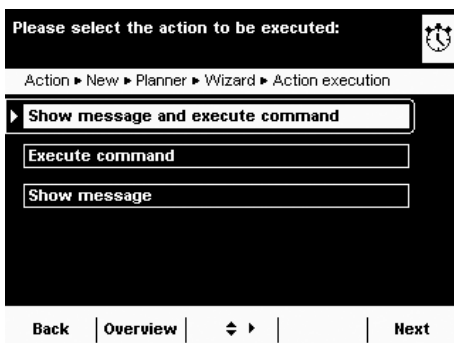 Please select the action to be executed:
Action ▸ New ▸ Planner ▸ Wizard ▸ Action execution
Show message and execute command
Execute command
Show message
Back Overview Next